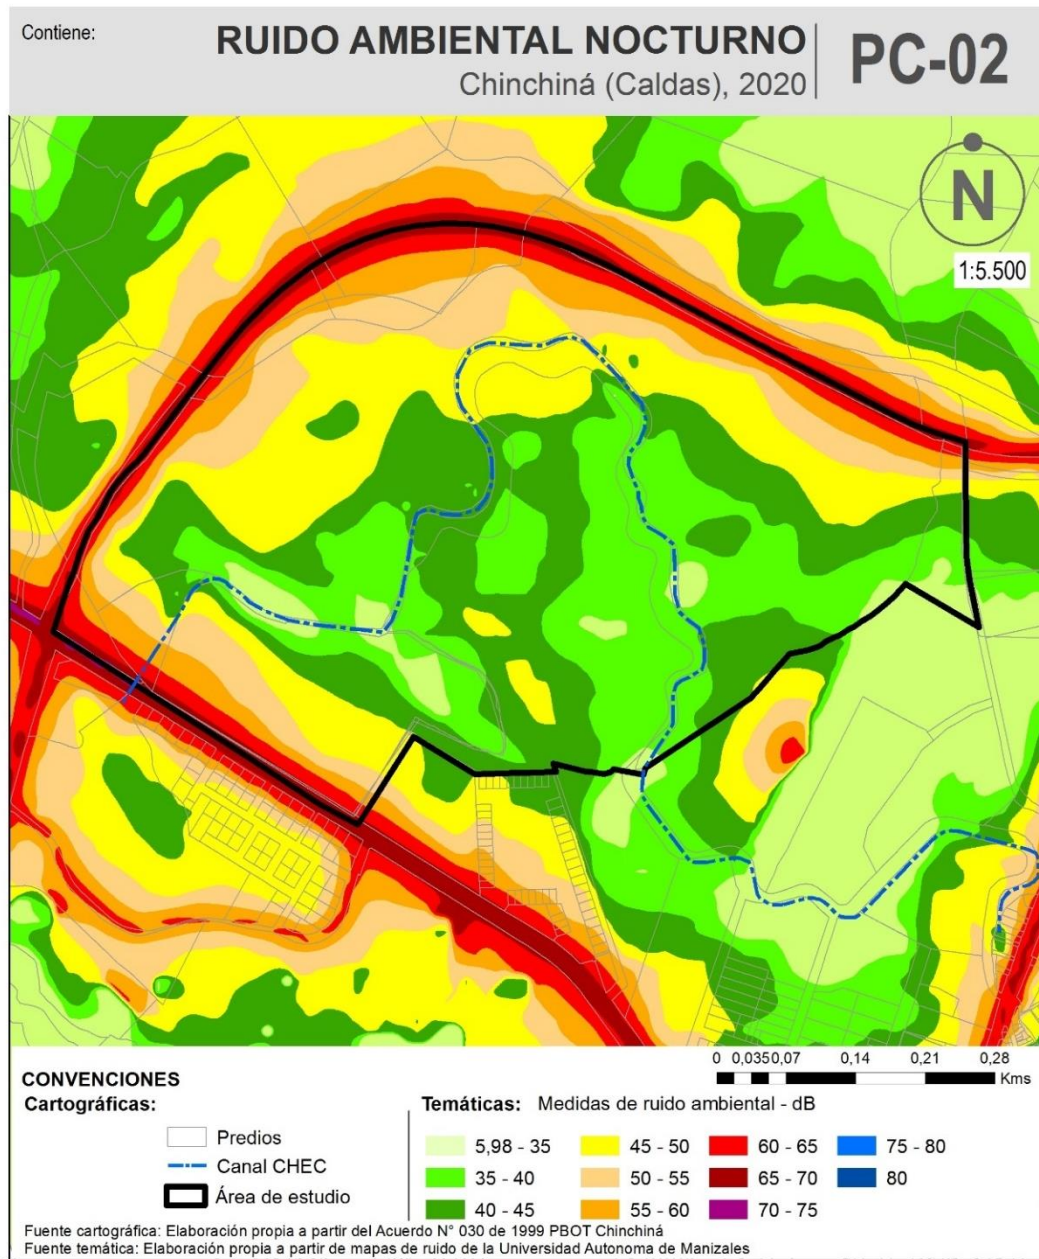 Contiene:
RUIDO AMBIENTAL NOCTURNO
Chinchiná (Caldas), 2020
PC-02
N
1:5.500
0 0,035 0,07 0,14 0,21 0,28
Kms
CONVENCIONES
Cartográficas:
Predios
Canal CHEC
Área de estudio
Temáticas: Medidas de ruido ambiental - dB
5,98 - 35
35 - 40
40 - 45
45 - 50
50 - 55
55 - 60
60 - 65
65 - 70
70 - 75
75 - 80
80
Fuente cartográfica: Elaboración propia a partir del Acuerdo N° 030 de 1999 PBOT Chinchiná
Fuente temática: Elaboración propia a partir de mapas de ruido de la Universidad Autonoma de Manizales